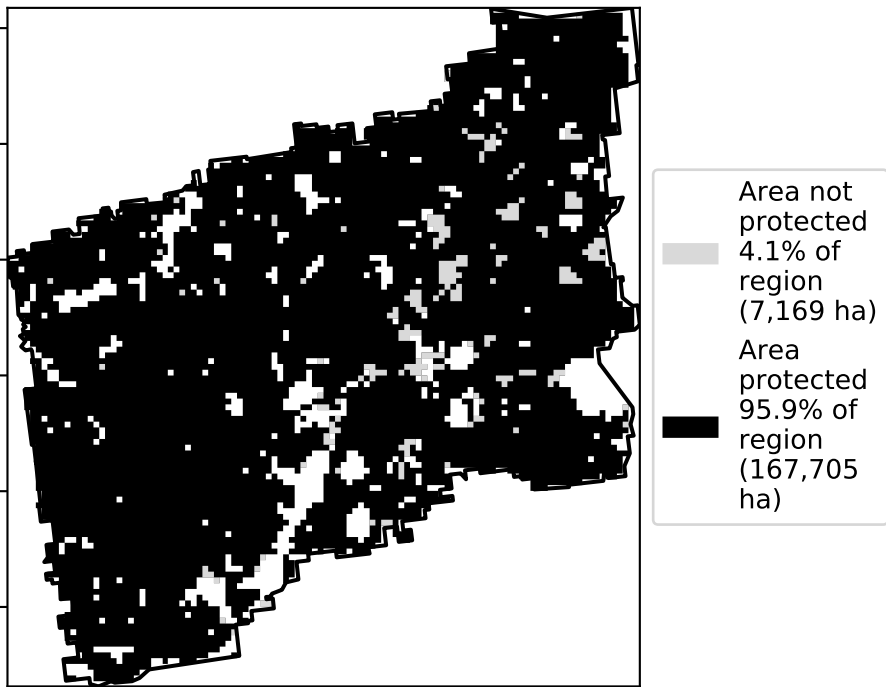 Area not
protected
4.1% of
region
(7,169 ha)
Area
protected
95.9% of
region
(167,705
ha)